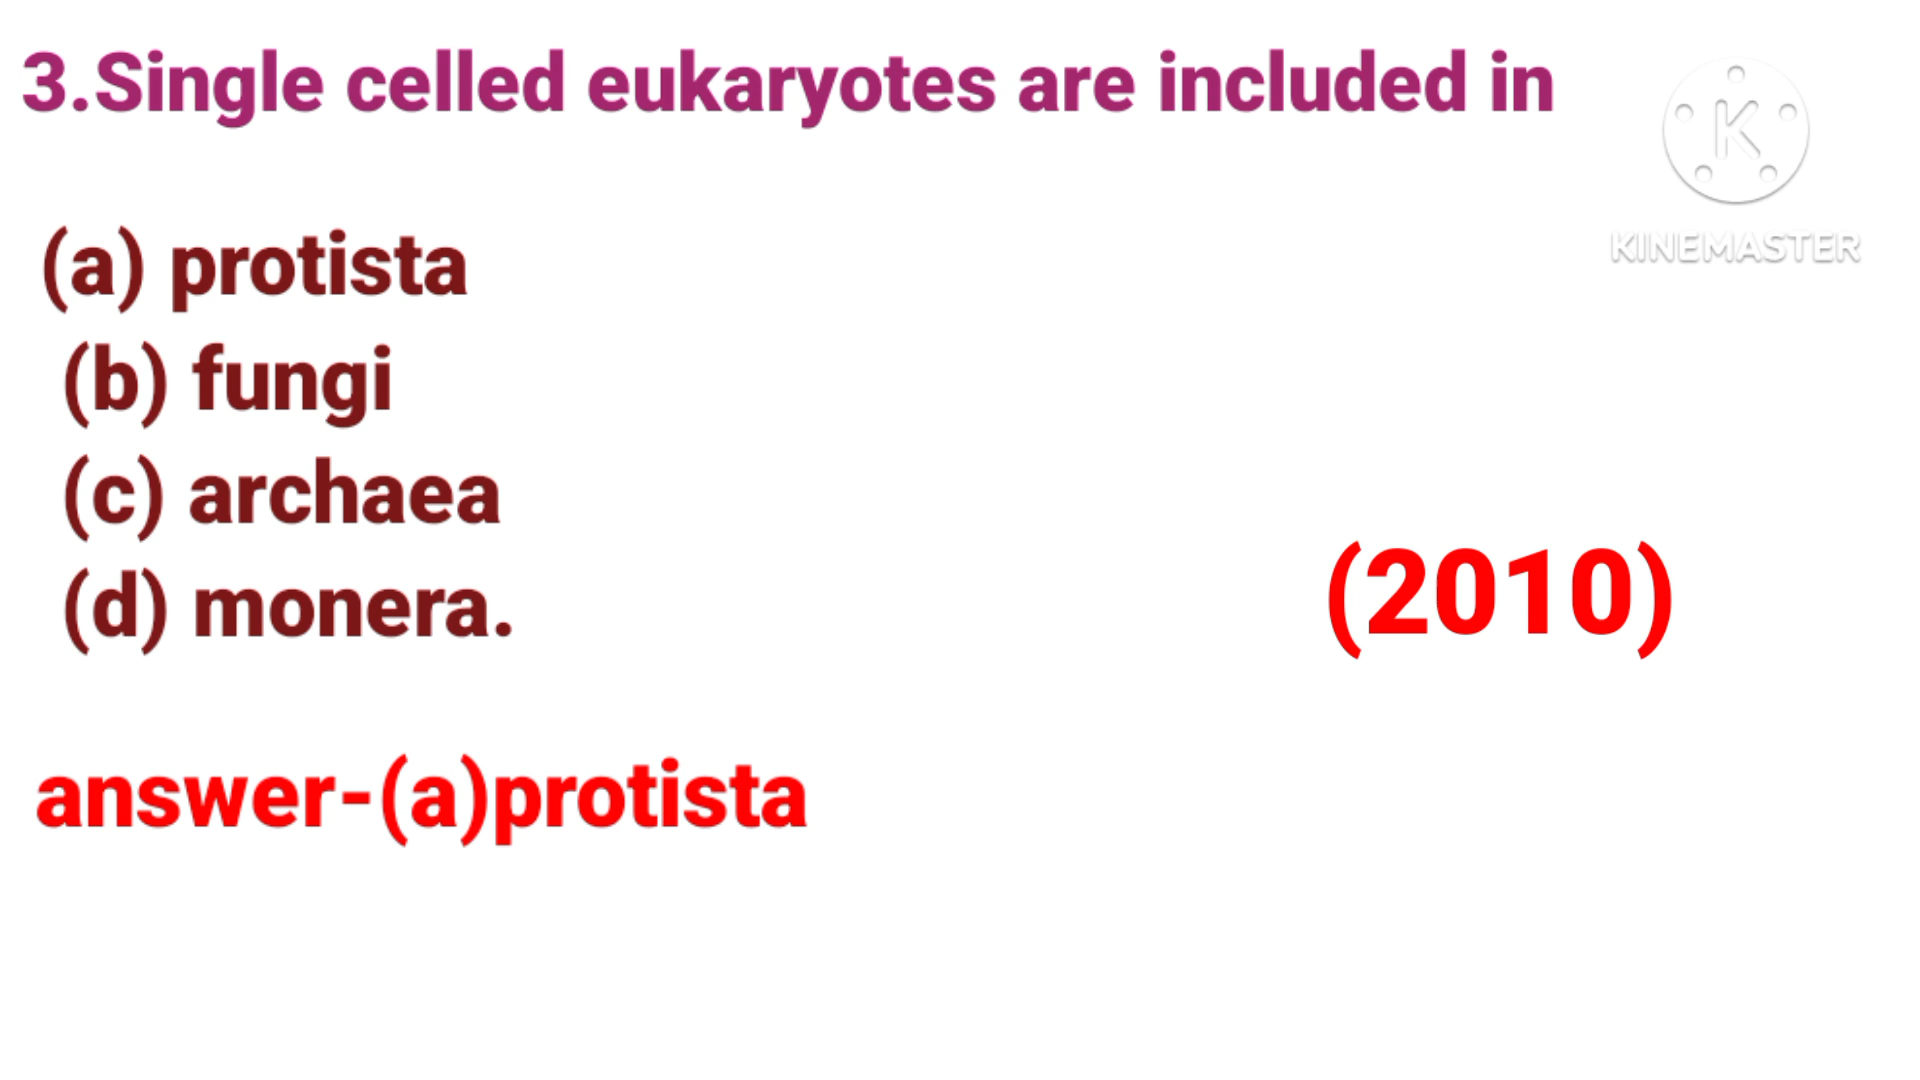 3.Single celled eukaryotes are included in
K
KINEMASTER
(a) protista
(b) fungi
(c) archaea
(d) monera.
(2010)
answer-(a)protista